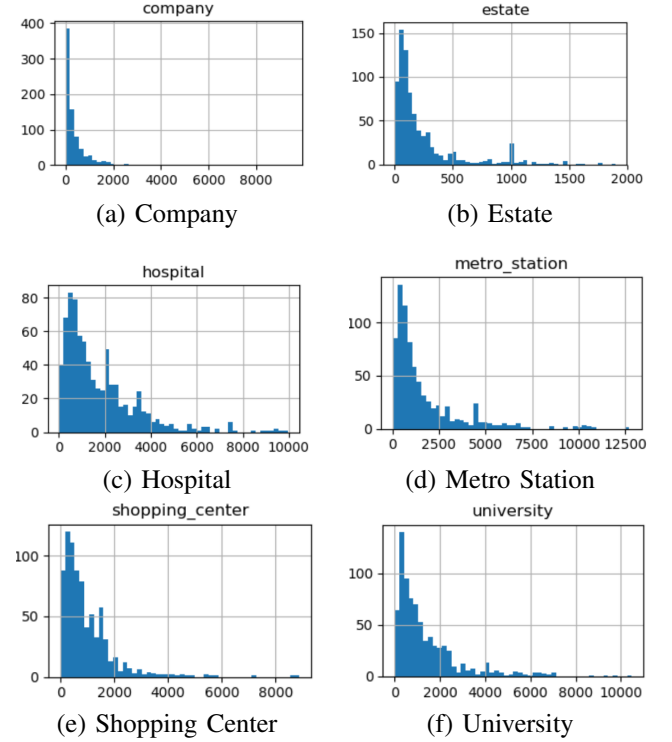 company
400
300
200
100
0
0 2000 4000 6000 8000
(a) Company
estate
150
100
50
0
0 500 1000 1500 2000
(b) Estate
hospital
80
60
40
20
0
0 2000 4000 6000 8000 10000
(c) Hospital
metro_station
100
50
0
0 2500 5000 7500 10000 12500
(d) Metro Station
shopping_center
100
50
0
0 2000 4000 6000 8000
(e) Shopping Center
university
100
50
0
0 2000 4000 6000 8000 10000
(f) University